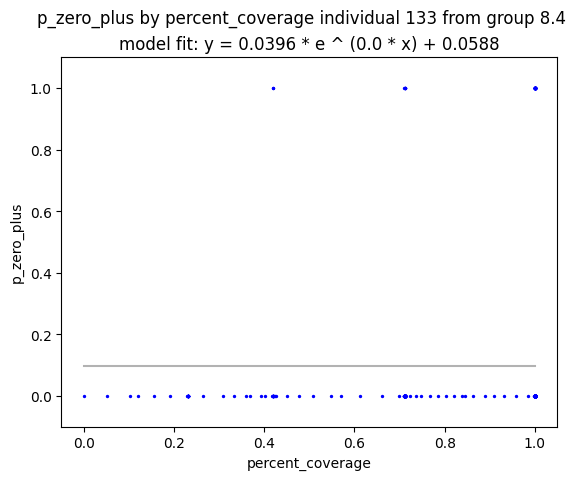 p_zero_plus by percent_coverage individual 133 from group 8.4
model fit: y = 0.0396 * e ^ (0.0 * x) + 0.0588
1.0
0.8
0.6
0.4
0.2
0.0
p_zero_plus
0.0 0.2 0.4 0.6 0.8 1.0
percent_coverage